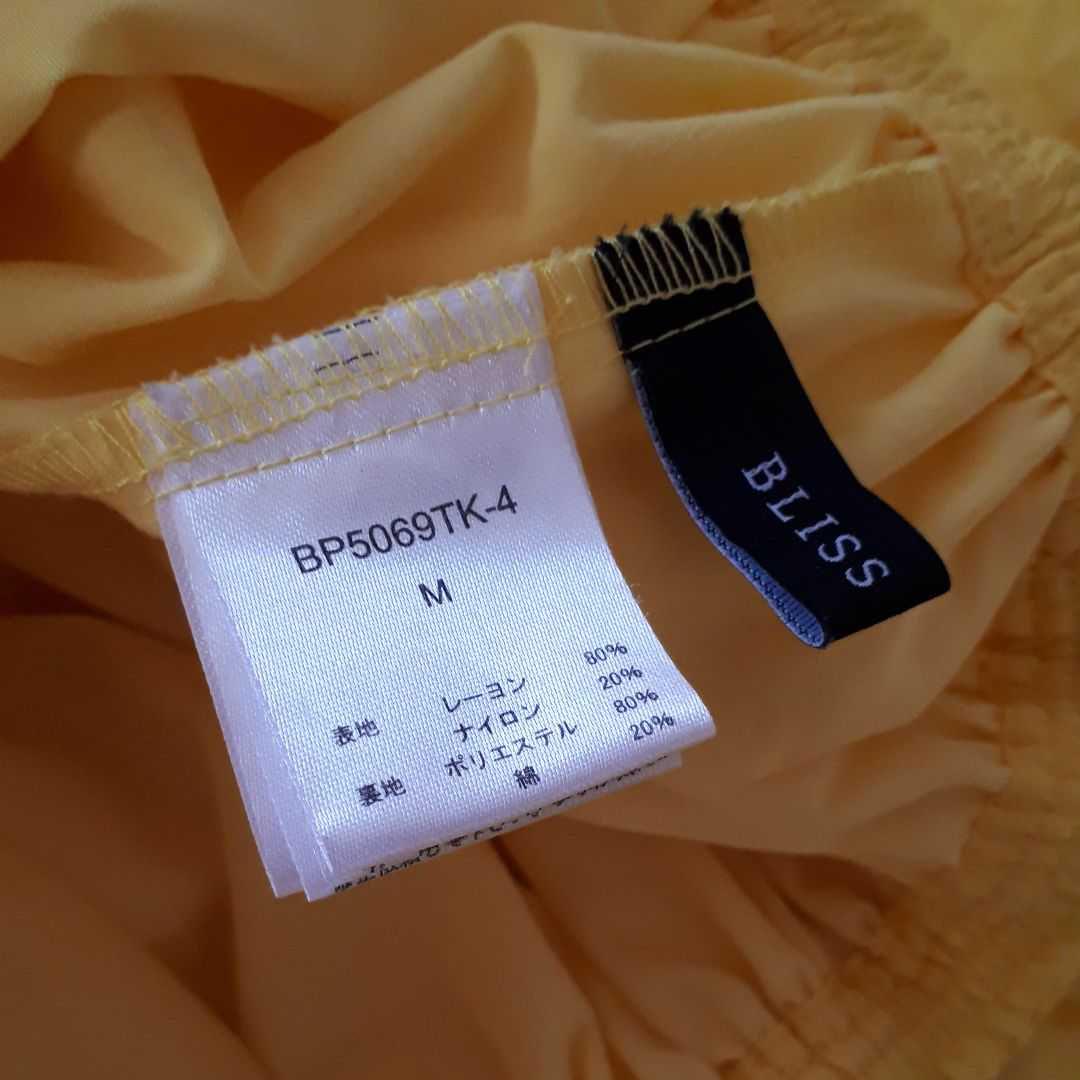 BP5069TK-4
M
表地 レーヨン 80%
ナイロン 20%
裏地 ポリエステル 80%
綿 20%
BLISS